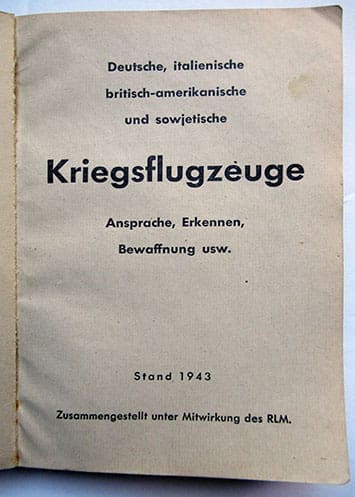 Deutsche, italienische
britisch-amerikanische
und sowjetische
Kriegsflugzeuge
Ansprache, Erkennen,
Bewaffnung usw.
Stand 1943
Zusammengestellt unter Mitwirkung des RLM.